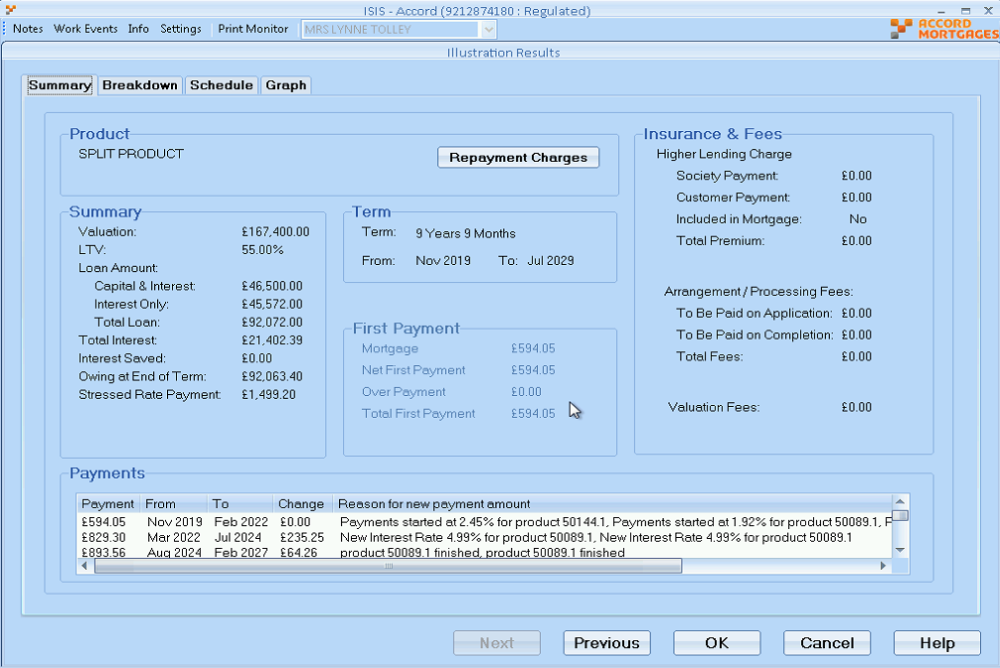 ISIS - Accord (9212874180 : Regulated)
Notes Work Events Info Settings Print Monitor MRS LYNNE TOLLEY
ACCORD MORTGAGES
Illustration Results
Summary Breakdown Schedule Graph
Product
SPLIT PRODUCT
Repayment Charges
Summary
Valuation: £167,400.00
LTV: 55.00%
Loan Amount:
Capital & Interest: £46,500.00
Interest Only: £45,572.00
Total Loan: £92,072.00
Total Interest: £21,402.39
Interest Saved: £0.00
Owing at End of Term: £92,063.40
Stressed Rate Payment: £1,499.20
Term
Term: 9 Years 9 Months
From: Nov 2019 To: Jul 2029
First Payment
Mortgage £594.05
Net First Payment £594.05
Over Payment £0.00
Total First Payment £594.05
Insurance & Fees
Higher Lending Charge
Society Payment: £0.00
Customer Payment: £0.00
Included in Mortgage: No
Total Premium: £0.00
Arrangement / Processing Fees:
To Be Paid on Application: £0.00
To Be Paid on Completion: £0.00
Total Fees: £0.00
Valuation Fees: £0.00
Payments
Payment From To Change Reason for new payment amount
£594.05 Nov 2019 Feb 2022 £0.00 Payments started at 2.45% for product 50144.1, Payments started at 1.92% for product 50089.1, P
£829.30 Mar 2022 Jul 2024 £235.25 New Interest Rate 4.99% for product 50089.1, New Interest Rate 4.99% for product 50089.1
£893.56 Aug 2024 Feb 2027 £64.26 product 50089.1 finished, product 50089.1 finished
Next Previous OK Cancel Help